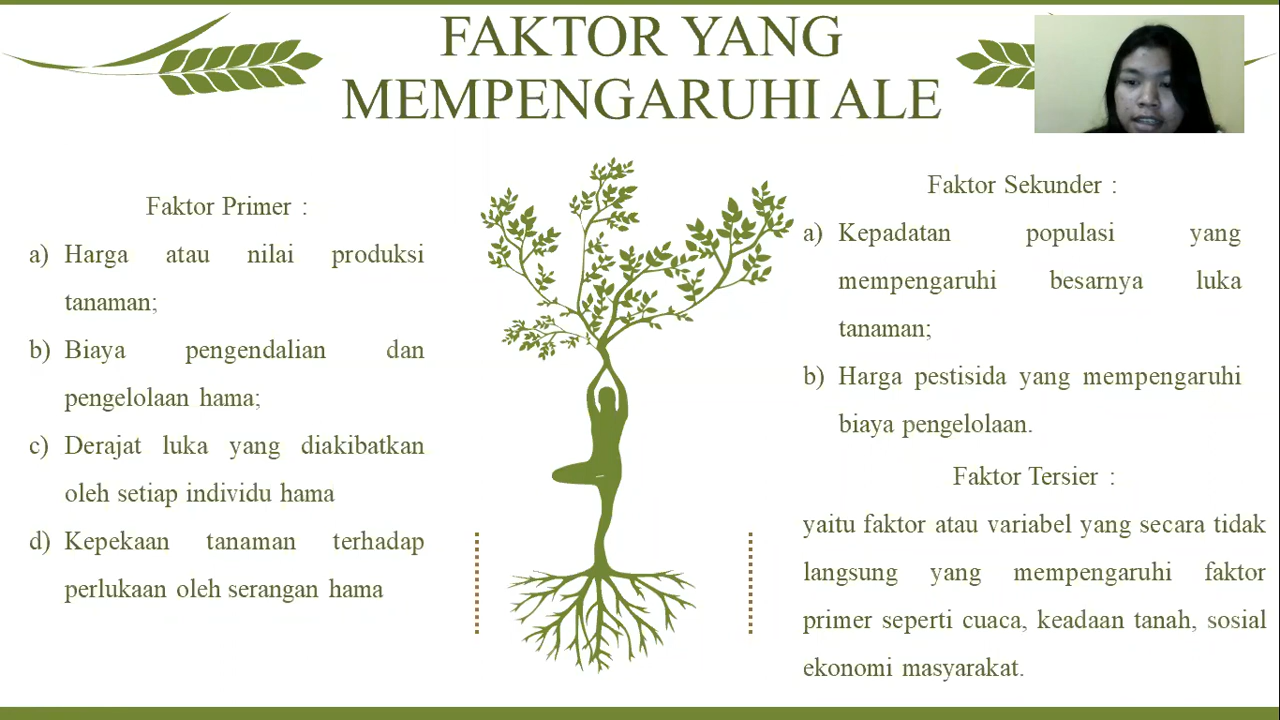 FAKTOR YANG
MEMPENGARUHI ALE
Faktor Primer :
a) Harga atau nilai produksi
tanaman;
b) Biaya pengendalian dan
pengelolaan hama;
c) Derajat luka yang diakibatkan
oleh setiap individu hama
d) Kepekaan tanaman terhadap
perlukaan oleh serangan hama
Faktor Sekunder :
a) Kepadatan populasi yang
mempengaruhi besarnya luka
tanaman;
b) Harga pestisida yang mempengaruhi
biaya pengelolaan.
Faktor Tersier :
yaitu faktor atau variabel yang secara tidak
langsung yang mempengaruhi faktor
primer seperti cuaca, keadaan tanah, sosial
ekonomi masyarakat.